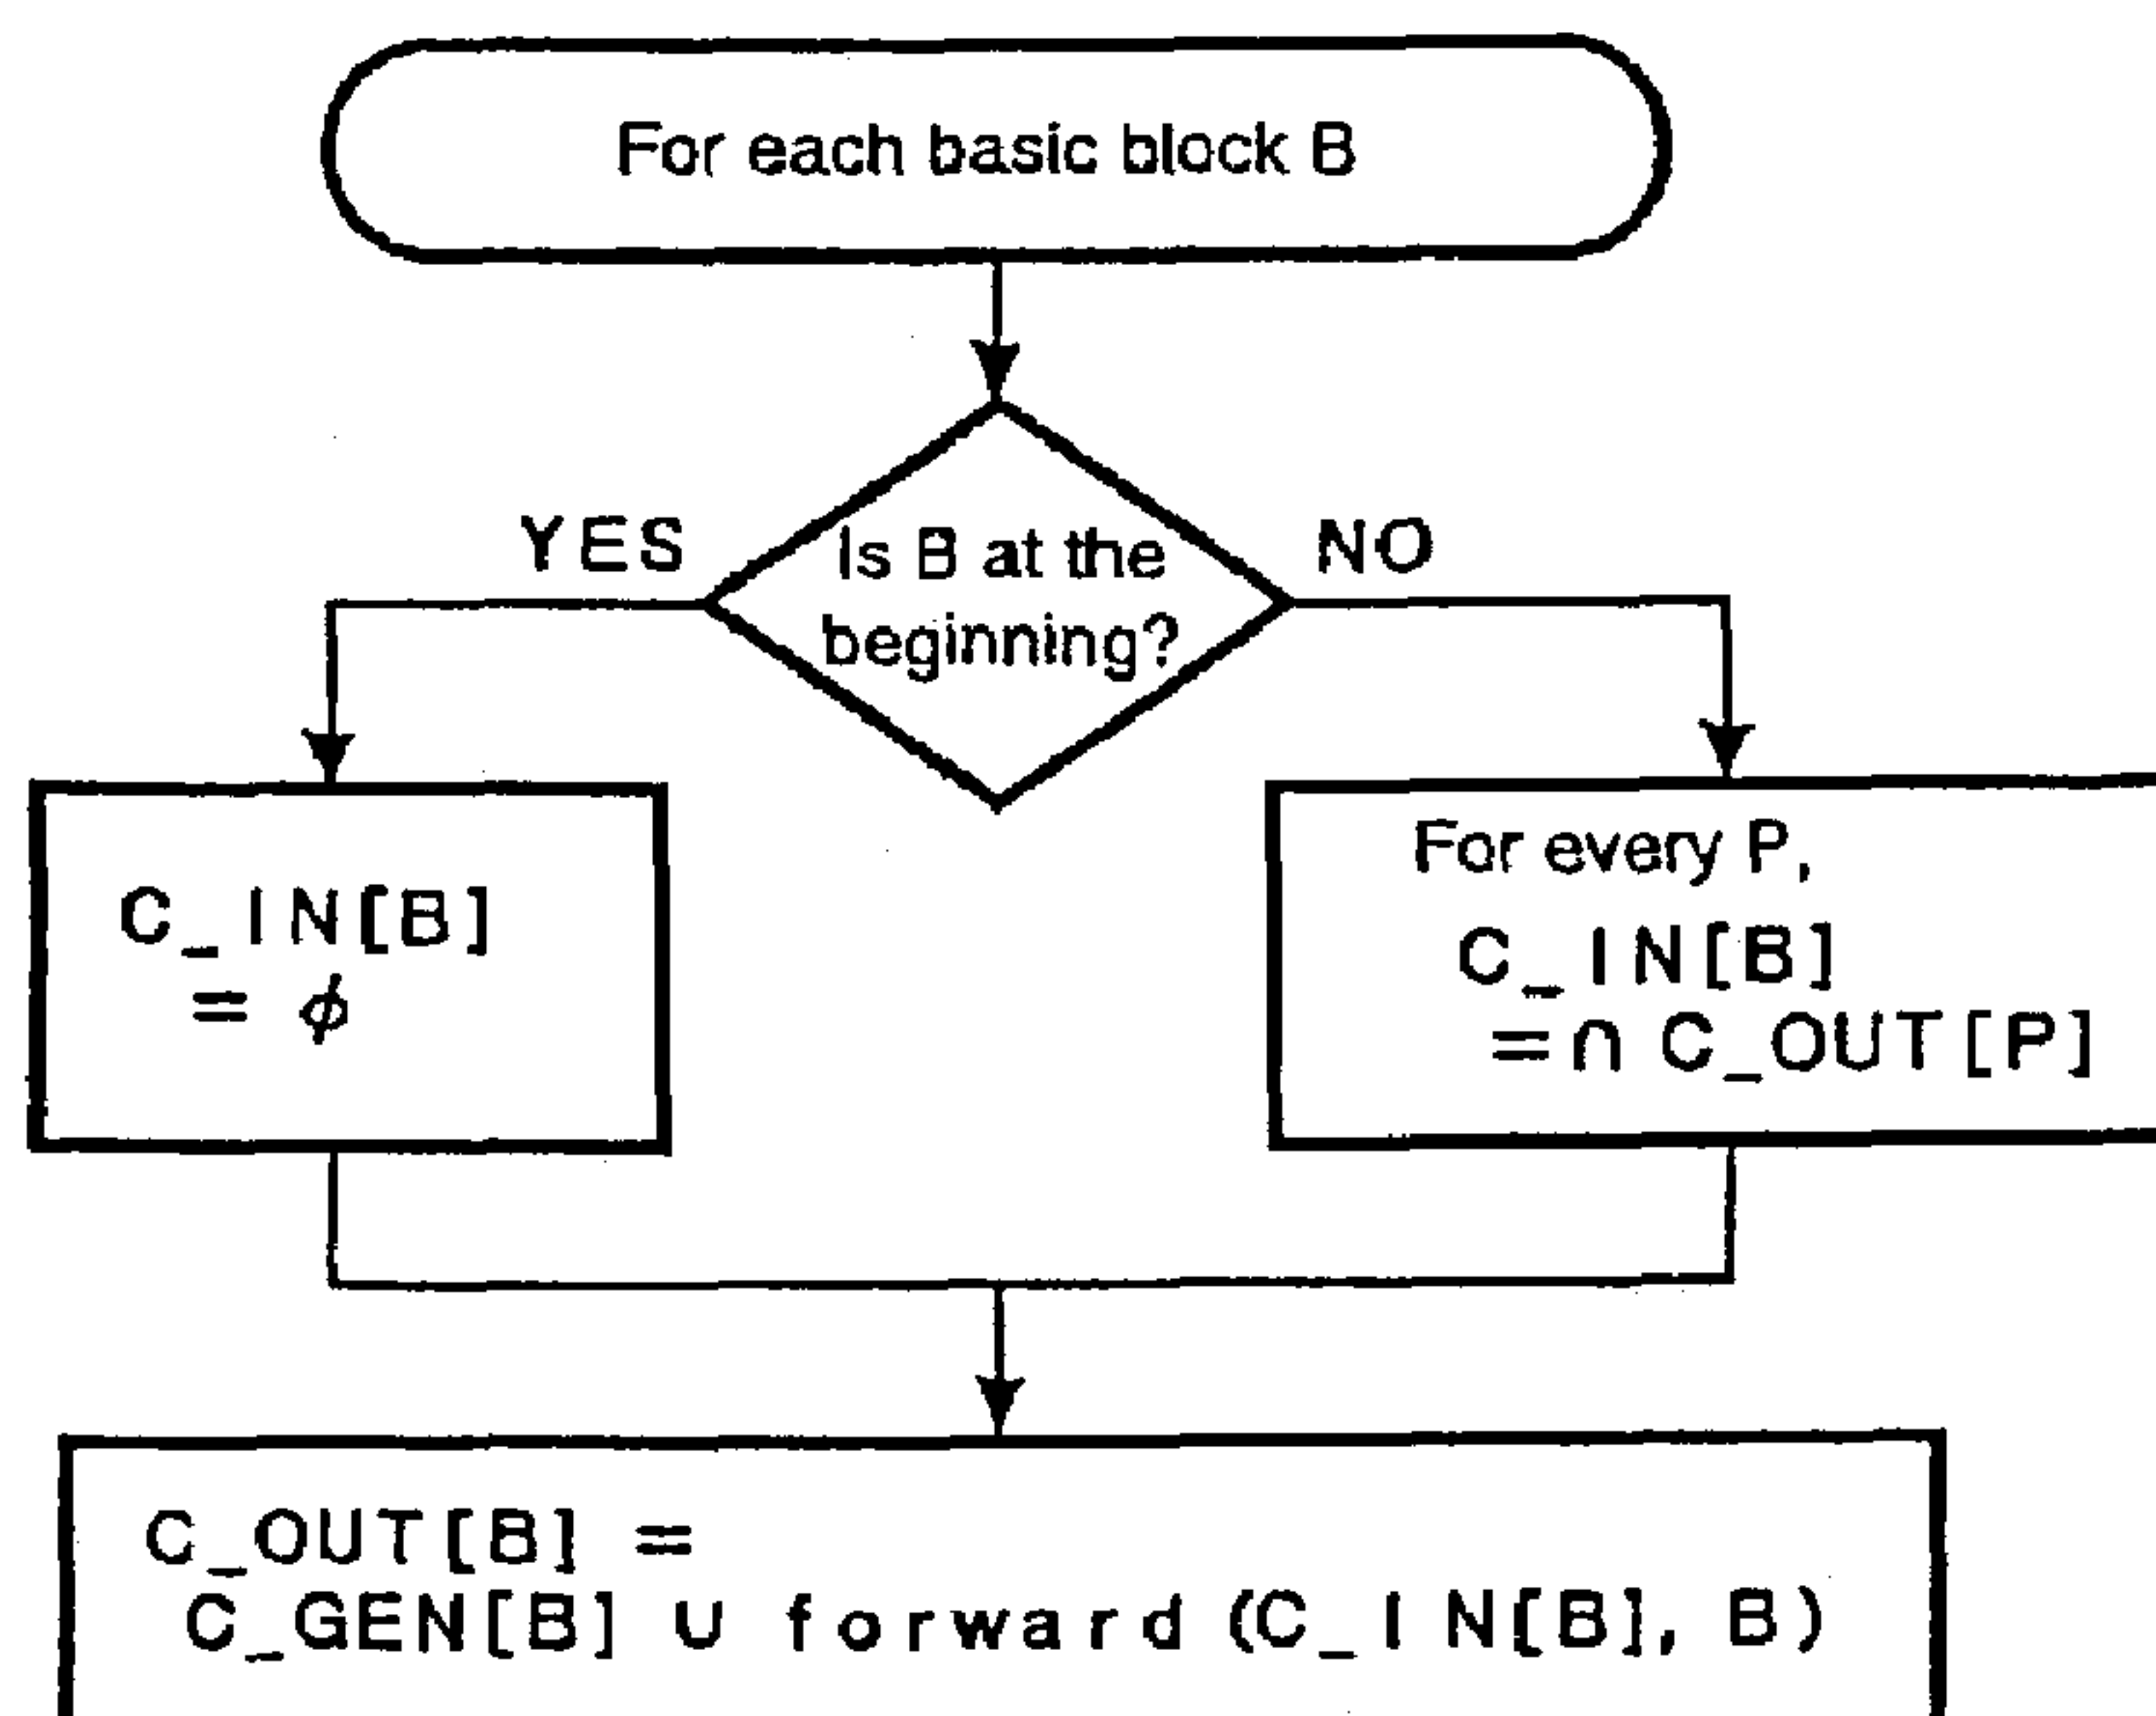 For each basic block B
YES
Is B at the
beginning?
NO
C_IN[B]
= ϕ
For every P,
C_IN[B]
=∩ C_OUT[P]
C_OUT[B] =
C_GEN[B] ∪ forward (C_IN[B], B)